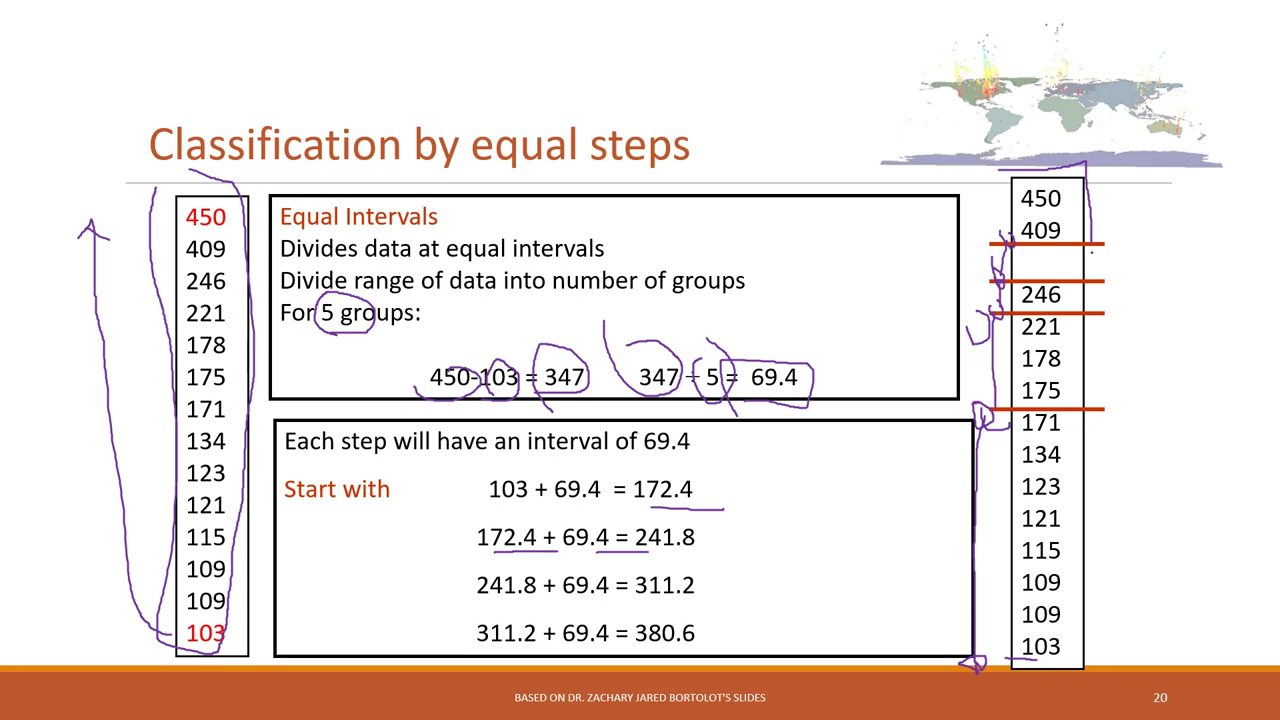 Classification by equal steps
450
409
246
221
178
175
171
134
123
121
115
109
109
103
Equal Intervals
Divides data at equal intervals
Divide range of data into number of groups
For 5 groups:
450-103 = 347 347 ÷ 5 = 69.4
Each step will have an interval of 69.4
Start with 103 + 69.4 = 172.4
172.4 + 69.4 = 241.8
241.8 + 69.4 = 311.2
311.2 + 69.4 = 380.6
450
409
246
221
178
175
171
134
123
121
115
109
109
103
BASED ON DR. ZACHARY JARED BORTOLOT'S SLIDES
20